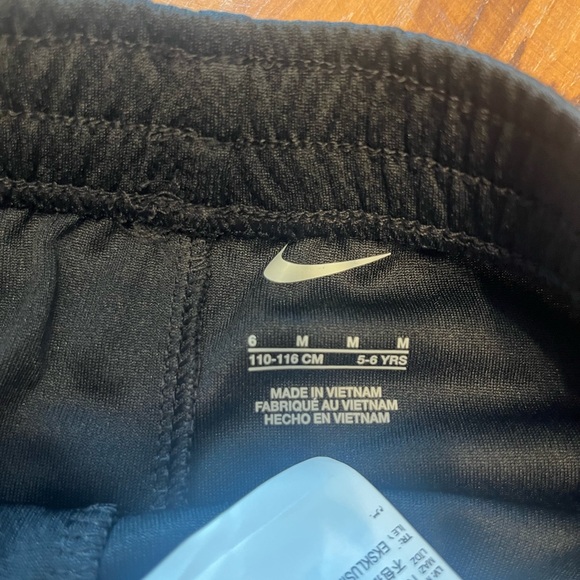 6 M M M
110-116 CM 5-6 YRS
MADE IN VIETNAM
FABRIQUÉ AU VIETNAM
HECHO EN VIETNAM